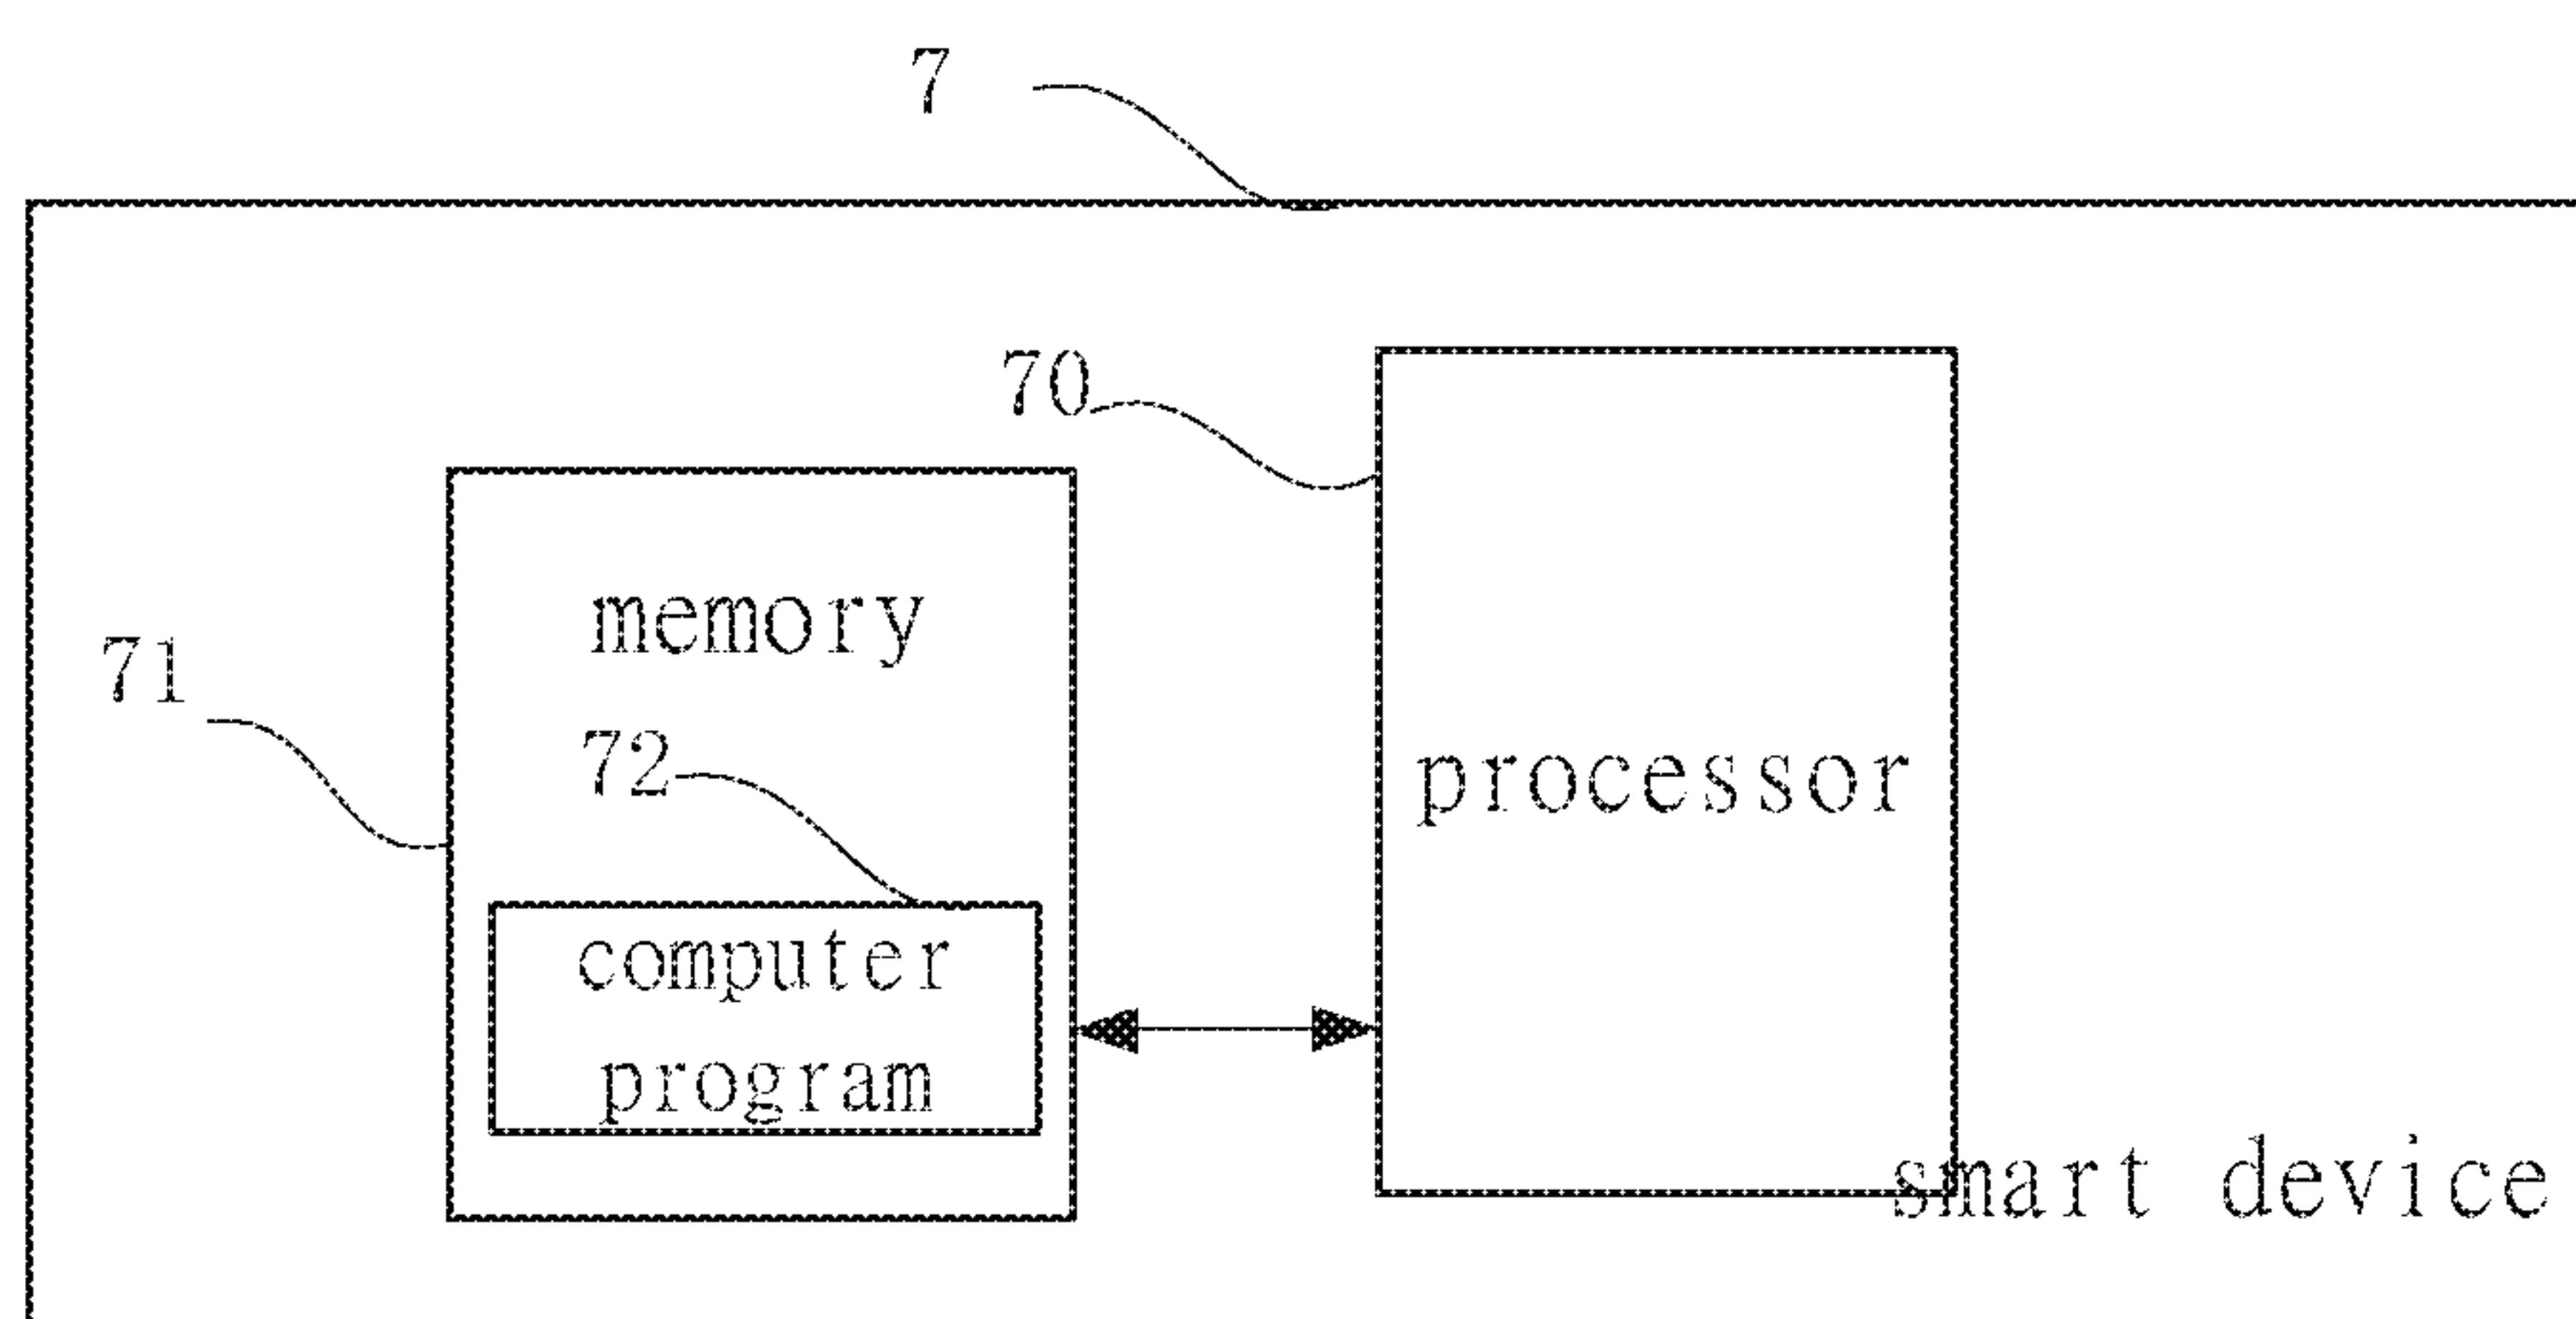 7
70
memory
71
72
processor
computer
program
smart device